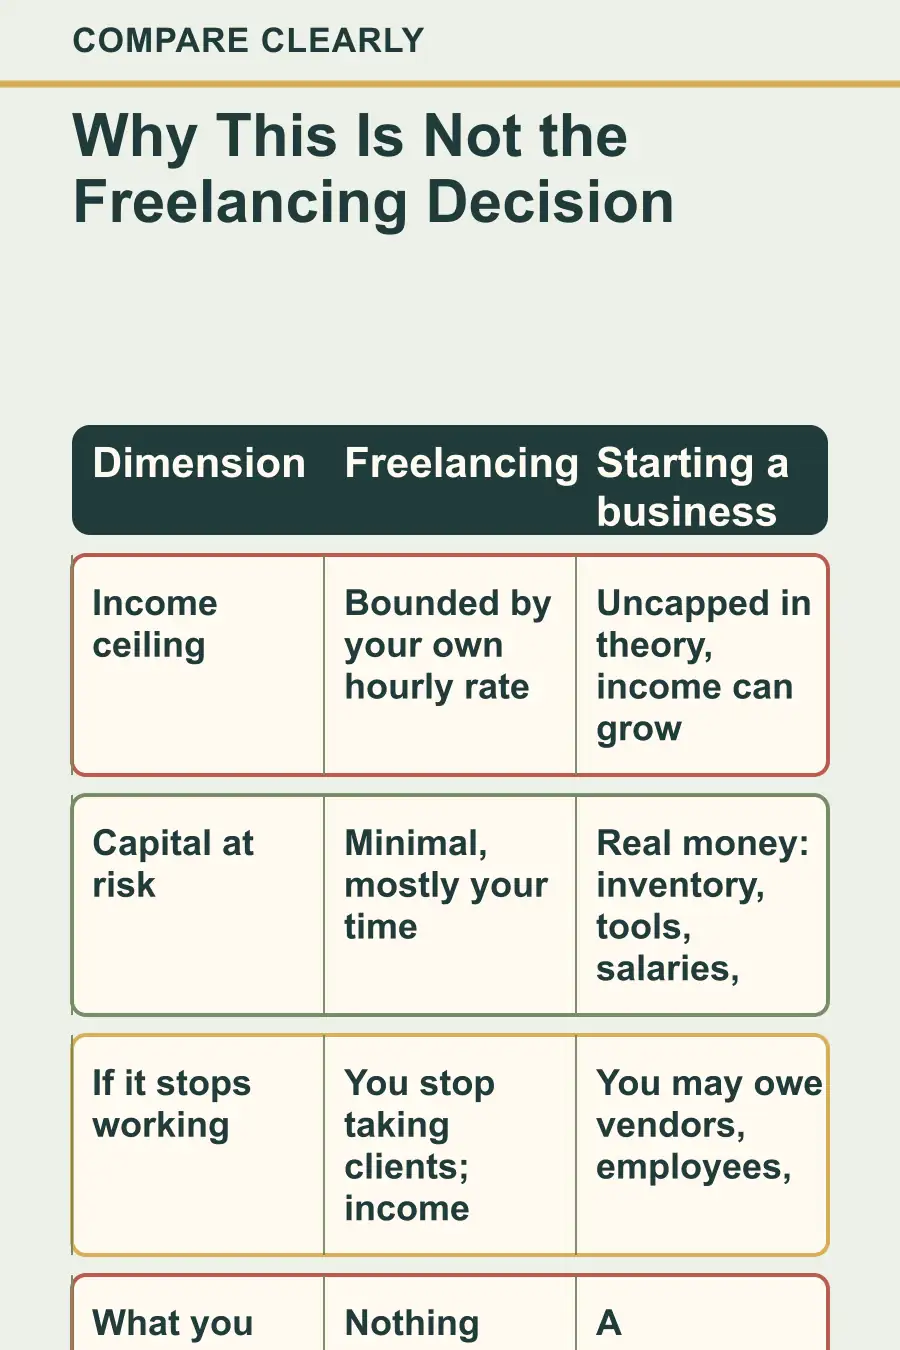 COMPARE CLEARLY
Why This Is Not the
Freelancing Decision
Dimension Freelancing Starting a
business
Income
ceiling
Bounded by
your own
hourly rate
Uncapped in
theory,
income can
grow
Capital at
risk
Minimal,
mostly your
time
Real money:
inventory,
tools,
salaries,
If it stops
working
You stop
taking
clients;
income
You may owe
vendors,
employees,
What you
Nothing
A